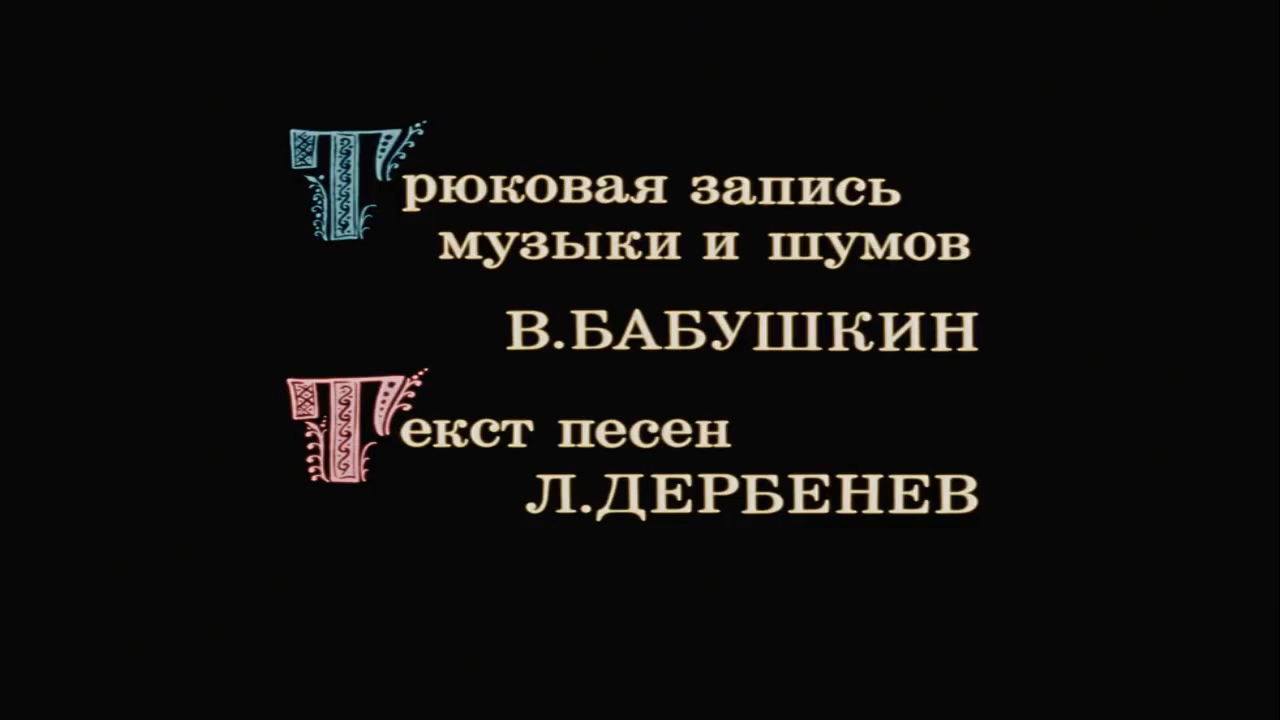 Трюковая запись
музыки и шумов
В.БАБУШКИН
Текст песен
Л.ДЕРБЕНЕВ